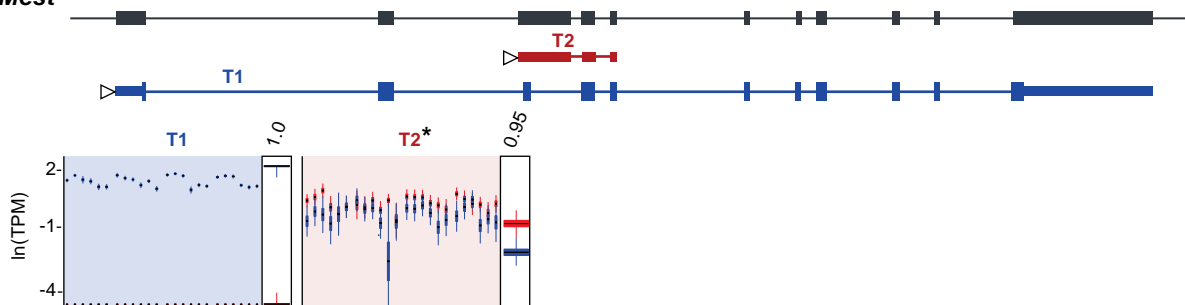 Mest
T2
T1
T1
1.0
T2*
0.95
2-
-1-
-4-
ln(TPM)